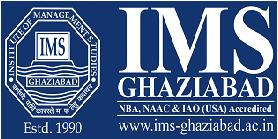 INSTITUTE OF MANAGEMENT STUDIES
IMS
GHAZIABAD
Estd. 1990
IMS
GHAZIABAD
NBA, NAAC & IAO (USA) Accredited
www.ims-ghaziabad.ac.in